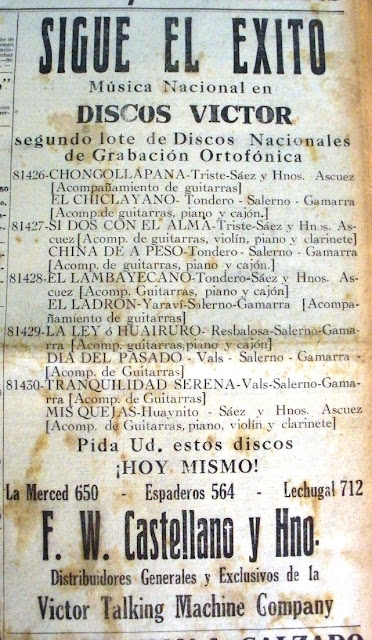 SIGUE EL EXITO
Música Nacional en
DISCOS VICTOR
segundo lote de Discos Nacionales
de Grabación Ortofónica
81426-CHONGOLLAPANA-Triste-Sáez y Hnos. Ascuez
[Acompañamiento de guitarras]
EL CHICLAYANO- Tondero - Salerno - Gamarra
[Acomp.de guitarras, piano y cajón.]
81427-SI DOS CON EL ALMA-Triste-Sáez y Hnos. As-
cuez [Acomp. de guitarras, violín, piano y clarinete]
CHINA DE A PESO-Tondero - Salerno - Gamarra
[Acomp. de guitarras, piano y cajón.]
81428-EL LAMBAYECANO-Tondero-Sáez y Hnos. As-
cuez [Acomp. Guitarras, piano y cajón]
EL LADRON-Yaraví-Salerno-Gamarra [Acompa-
ñamiento de guitarras]
81429-LA LEY ó HUAIRURO- Resbalosa-Salerno-Gama-
rra [Acomp. guitarras,piano y cajón]
DIA DEL PASADO - Vals - Salerno - Gamarra -
[Acomp. de Guitarras]
81430-TRANQUILIDAD SERENA-Vals-Salerno-Gama-
rra [Acomp. de Guitarras]
MIS QUEJAS-Huaynito - Sáez y Hnos. Ascuez
[Acomp. de Guitarras,piano, violín y clarinete]
Pida Ud. estos discos
¡HOY MISMO!
La Merced 650 - Espaderos 564 - Lechugal 712
F. W. Castellano y Hno.
Distribuidores Generales y Exclusivos de la
Victor Talking Machine Company
CALZADO